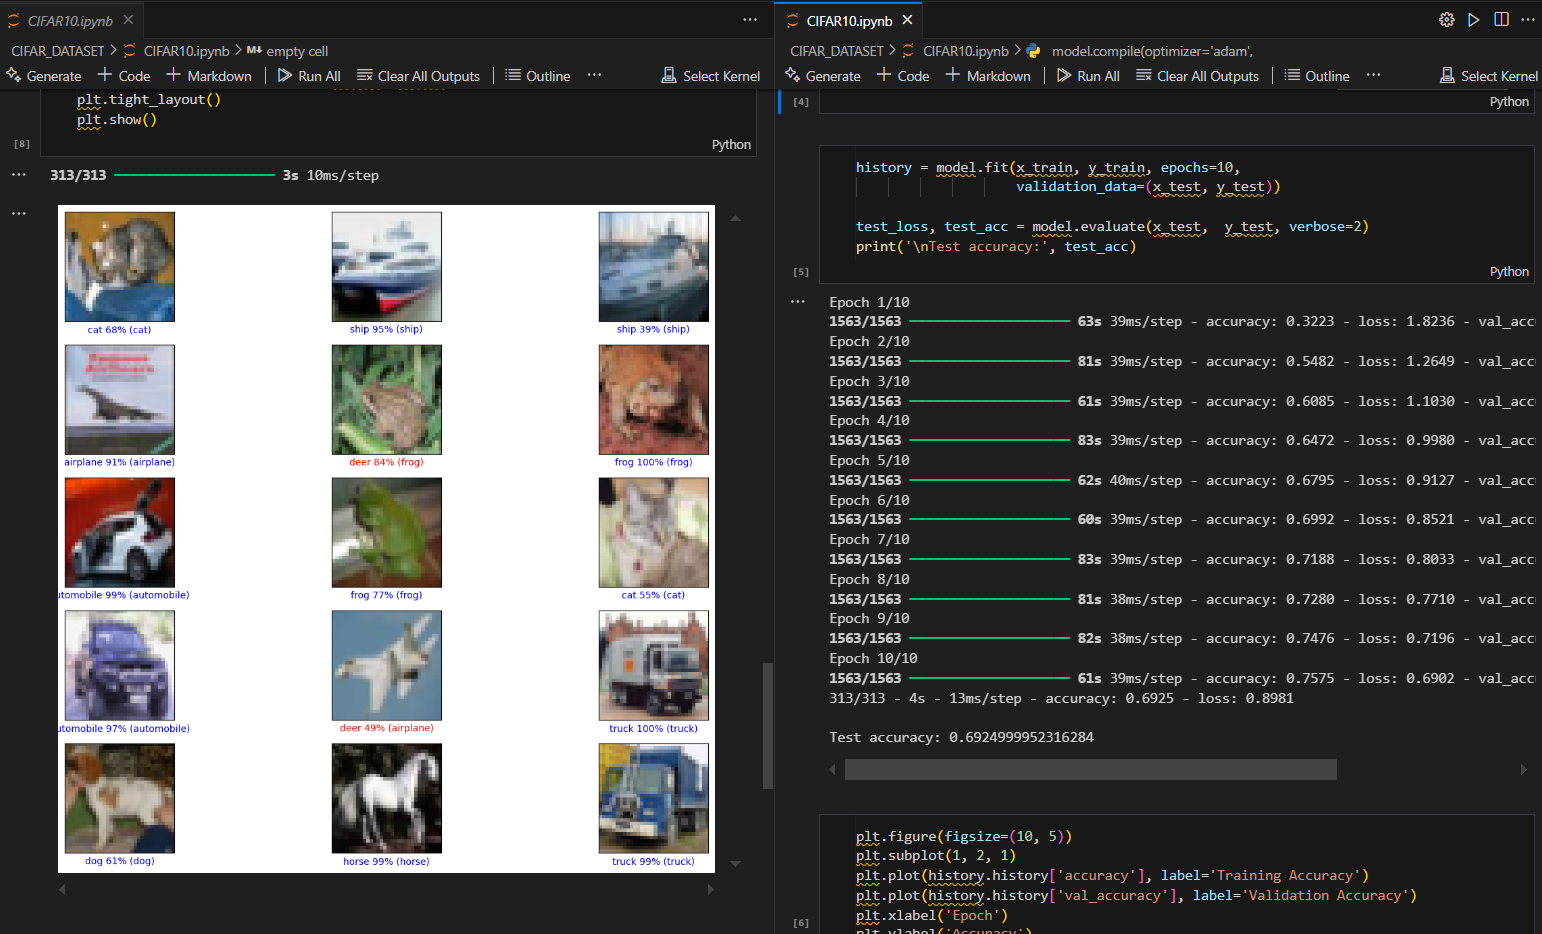 CIFAR10.ipynb
CIFAR_DATASET > CIFAR10.ipynb > M↓ empty cell
Generate + Code + Markdown | Run All Clear All Outputs | Outline ... Select Kernel
plt.tight_layout()
plt.show()
[8]
Python
313/313 3s 10ms/step
cat 68% (cat)
ship 95% (ship)
ship 39% (ship)
airplane 91% (airplane)
deer 84% (frog)
frog 100% (frog)
utomobile 99% (automobile)
frog 77% (frog)
cat 55% (cat)
utomobile 97% (automobile)
deer 49% (airplane)
truck 100% (truck)
dog 61% (dog)
horse 99% (horse)
truck 99% (truck)
CIFAR10.ipynb
CIFAR_DATASET > CIFAR10.ipynb > model.compile(optimizer='adam',
Generate + Code + Markdown | Run All Clear All Outputs | Outline ... Select Kernel
[4]
Python
history = model.fit(x_train, y_train, epochs=10,
validation_data=(x_test, y_test))
test_loss, test_acc = model.evaluate(x_test,  y_test, verbose=2)
print('\nTest accuracy:', test_acc)
[5]
Python
Epoch 1/10
1563/1563 63s 39ms/step - accuracy: 0.3223 - loss: 1.8236 - val_acc
Epoch 2/10
1563/1563 81s 39ms/step - accuracy: 0.5482 - loss: 1.2649 - val_acc
Epoch 3/10
1563/1563 61s 39ms/step - accuracy: 0.6085 - loss: 1.1030 - val_acc
Epoch 4/10
1563/1563 83s 39ms/step - accuracy: 0.6472 - loss: 0.9980 - val_acc
Epoch 5/10
1563/1563 62s 40ms/step - accuracy: 0.6795 - loss: 0.9127 - val_acc
Epoch 6/10
1563/1563 60s 39ms/step - accuracy: 0.6992 - loss: 0.8521 - val_acc
Epoch 7/10
1563/1563 83s 39ms/step - accuracy: 0.7188 - loss: 0.8033 - val_acc
Epoch 8/10
1563/1563 81s 38ms/step - accuracy: 0.7280 - loss: 0.7710 - val_acc
Epoch 9/10
1563/1563 82s 38ms/step - accuracy: 0.7476 - loss: 0.7196 - val_acc
Epoch 10/10
1563/1563 61s 39ms/step - accuracy: 0.7575 - loss: 0.6902 - val_acc
313/313 - 4s - 13ms/step - accuracy: 0.6925 - loss: 0.8981
Test accuracy: 0.6924999952316284
plt.figure(figsize=(10, 5))
plt.subplot(1, 2, 1)
plt.plot(history.history['accuracy'], label='Training Accuracy')
plt.plot(history.history['val_accuracy'], label='Validation Accuracy')
plt.xlabel('Epoch')
[6]
plt.ylabel('Accuracy')